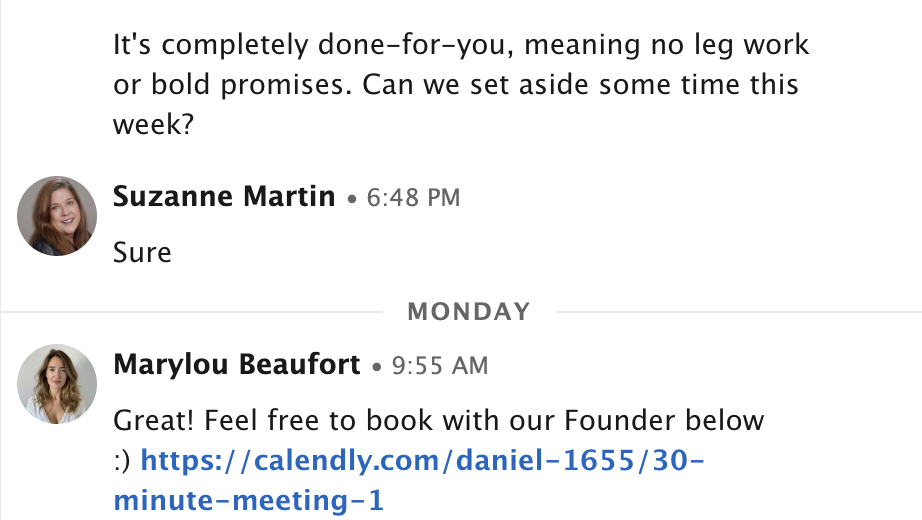 It's completely done-for-you, meaning no leg work
or bold promises. Can we set aside some time this
week?
Suzanne Martin • 6:48 PM
Sure
MONDAY
Marylou Beaufort • 9:55 AM
Great! Feel free to book with our Founder below
:) https://calendly.com/daniel-1655/30-
minute-meeting-1